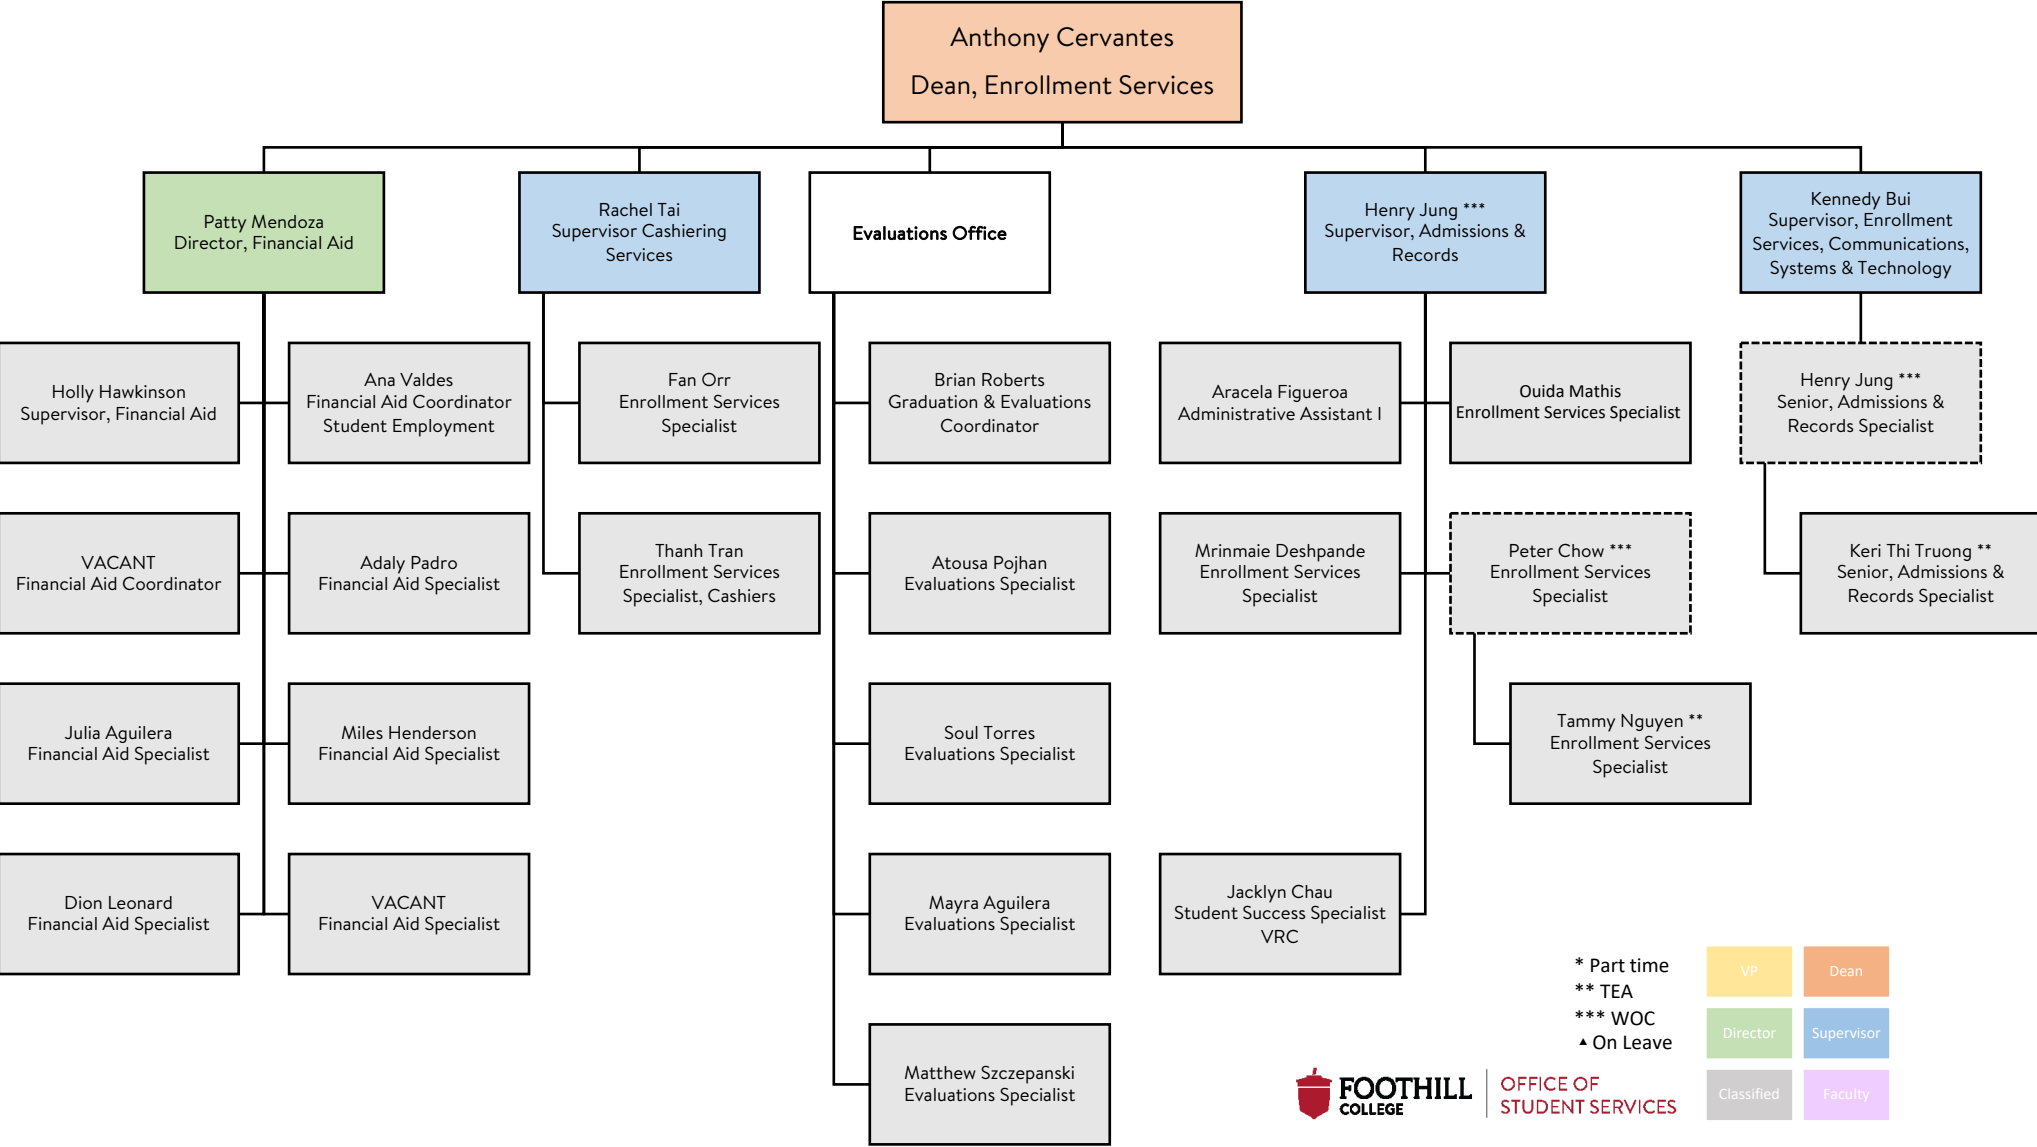 Anthony Cervantes
Dean, Enrollment Services
Patty Mendoza
Director, Financial Aid
Rachel Tai
Supervisor Cashiering
Services
Evaluations Office
Henry Jung ***
Supervisor, Admissions &
Records
Kennedy Bui
Supervisor, Enrollment
Services, Communications,
Systems & Technology
Holly Hawkinson
Supervisor, Financial Aid
Ana Valdes
Financial Aid Coordinator
Student Employment
Fan Orr
Enrollment Services
Specialist
Brian Roberts
Graduation & Evaluations
Coordinator
Aracela Figueroa
Administrative Assistant I
Ouida Mathis
Enrollment Services Specialist
Henry Jung ***
Senior, Admissions &
Records Specialist
VACANT
Financial Aid Coordinator
Adaly Padro
Financial Aid Specialist
Thanh Tran
Enrollment Services
Specialist, Cashiers
Atousa Pojhan
Evaluations Specialist
Mrinmaie Deshpande
Enrollment Services
Specialist
Peter Chow ***
Enrollment Services
Specialist
Keri Thi Truong **
Senior, Admissions &
Records Specialist
Julia Aguilera
Financial Aid Specialist
Miles Henderson
Financial Aid Specialist
Soul Torres
Evaluations Specialist
Tammy Nguyen **
Enrollment Services
Specialist
Dion Leonard
Financial Aid Specialist
VACANT
Financial Aid Specialist
Mayra Aguilera
Evaluations Specialist
Jacklyn Chau
Student Success Specialist
VRC
Matthew Szczepanski
Evaluations Specialist
* Part time
** TEA
*** WOC
▲ On Leave
VP
Dean
Director
Supervisor
Classified
Faculty
FOOTHILL
COLLEGE
OFFICE OF
STUDENT SERVICES